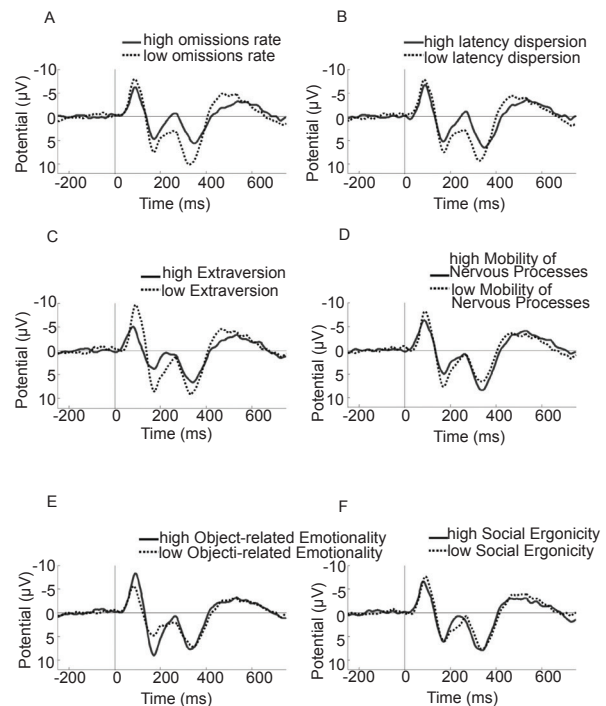 A
high omissions rate
low omissions rate
-10
-5
0
5
10
Potential (µV)
-200 0 200 400 600
Time (ms)
B
high latency dispersion
low latency dispersion
-10
-5
0
5
10
Potential (µV)
-200 0 200 400 600
Time (ms)
C
high Extraversion
low Extraversion
-10
-5
0
5
10
Potential (µV)
-200 0 200 400 600
Time (ms)
D
high Mobility of
Nervous Processes
low Mobility of
Nervous Processes
-10
-5
0
5
10
Potential (µV)
-200 0 200 400 600
Time (ms)
E
high Object-related Emotionality
low Objecti-related Emotionality
-10
-5
0
5
10
Potential (µV)
-200 0 200 400 600
Time (ms)
F
high Social Ergonicity
low Social Ergonicity
-10
-5
0
5
10
Potential (µV)
-200 0 200 400 600
Time (ms)